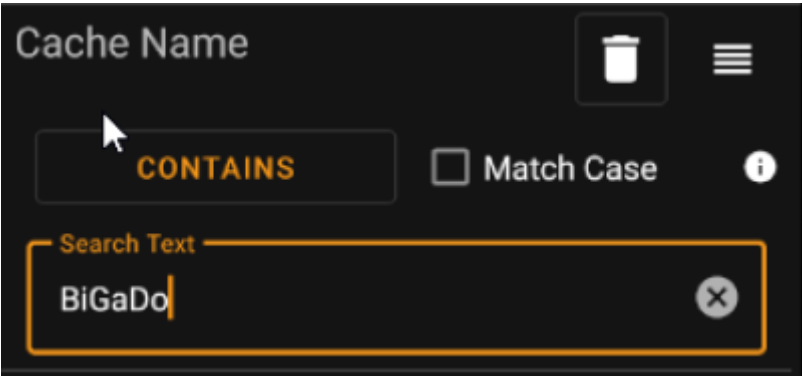 Cache Name
CONTAINS
Match Case
Search Text
BiGaDo